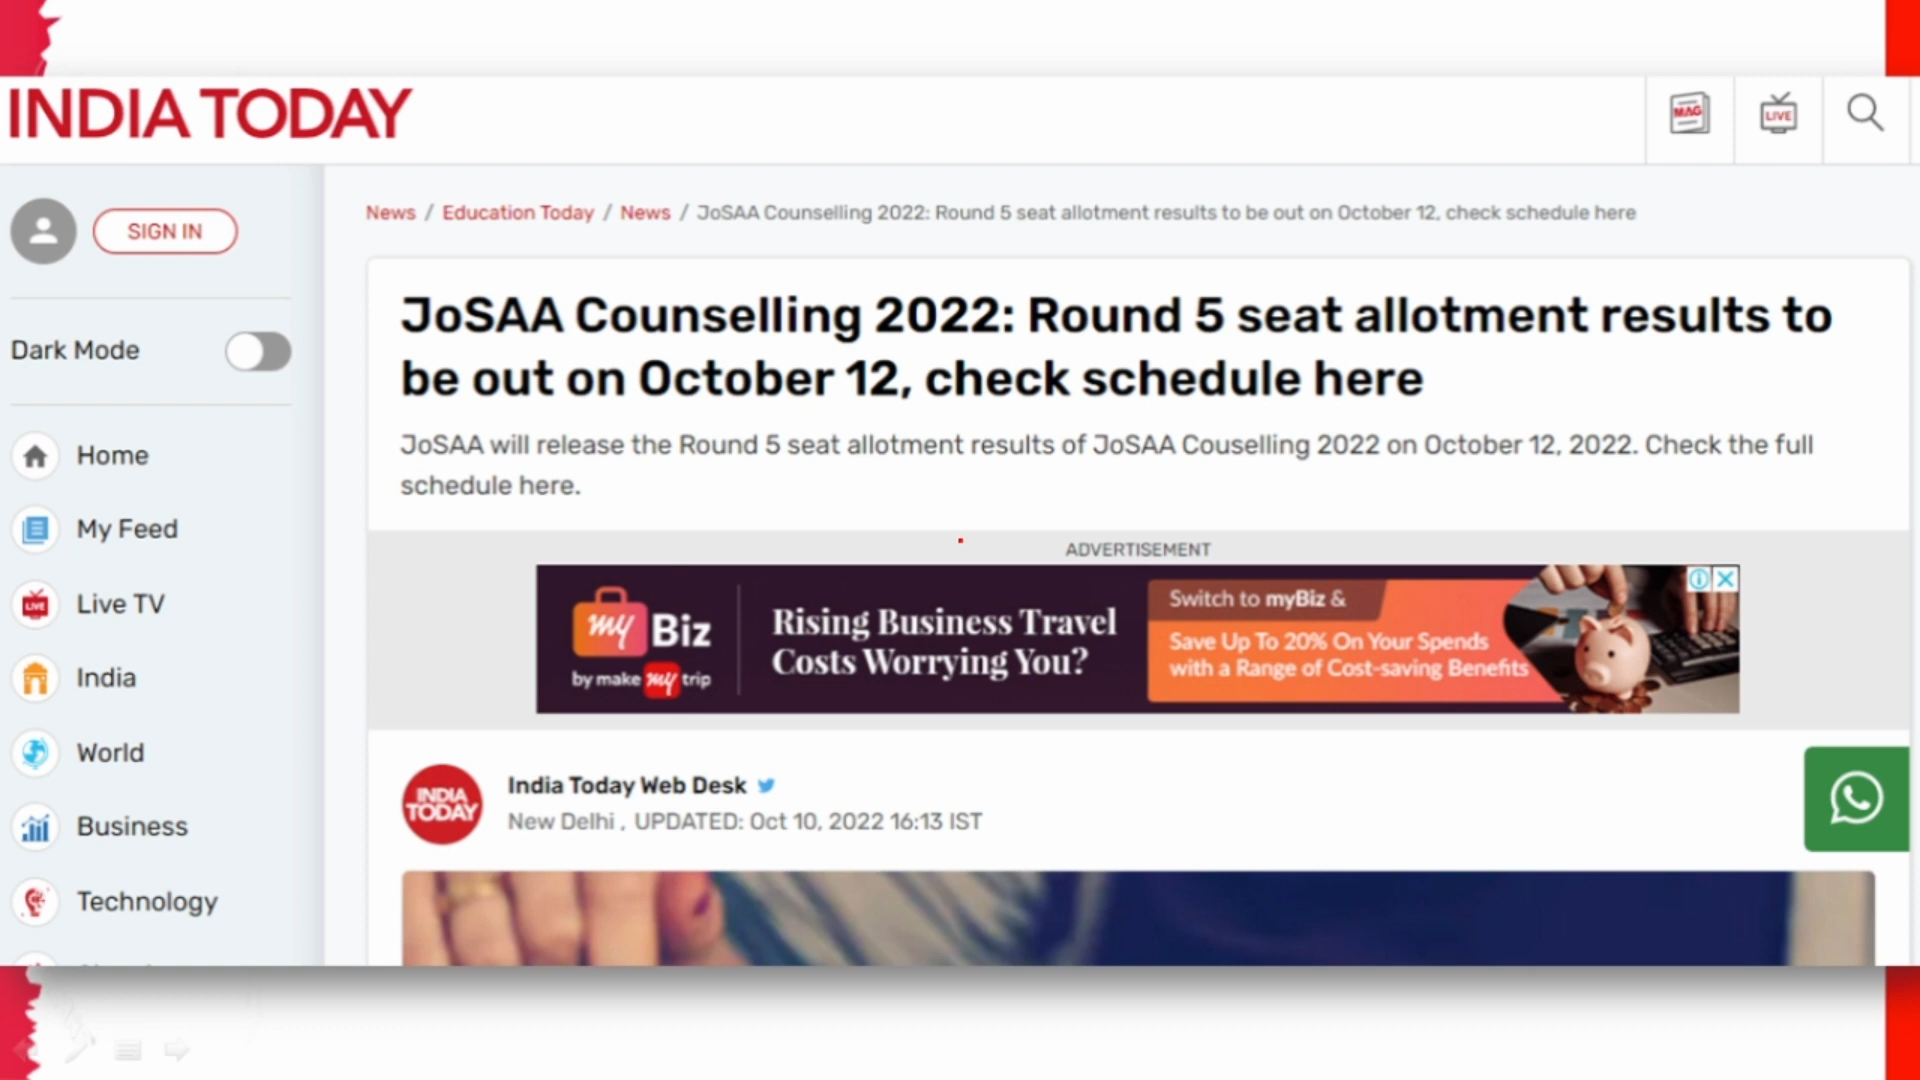 INDIA TODAY
MAG
LIVE
SIGN IN
News / Education Today / News / JoSAA Counselling 2022: Round 5 seat allotment results to be out on October 12, check schedule here
Dark Mode
JoSAA Counselling 2022: Round 5 seat allotment results to
be out on October 12, check schedule here
JoSAA will release the Round 5 seat allotment results of JoSAA Couselling 2022 on October 12, 2022. Check the full
schedule here.
Home
My Feed
LIVE
Live TV
India
World
Business
Technology
ADVERTISEMENT
my Biz
by make my trip
Rising Business Travel
Costs Worrying You?
Switch to myBiz &
Save Up To 20% On Your Spends
with a Range of Cost-saving Benefits
INDIA
TODAY
India Today Web Desk
New Delhi , UPDATED: Oct 10, 2022 16:13 IST